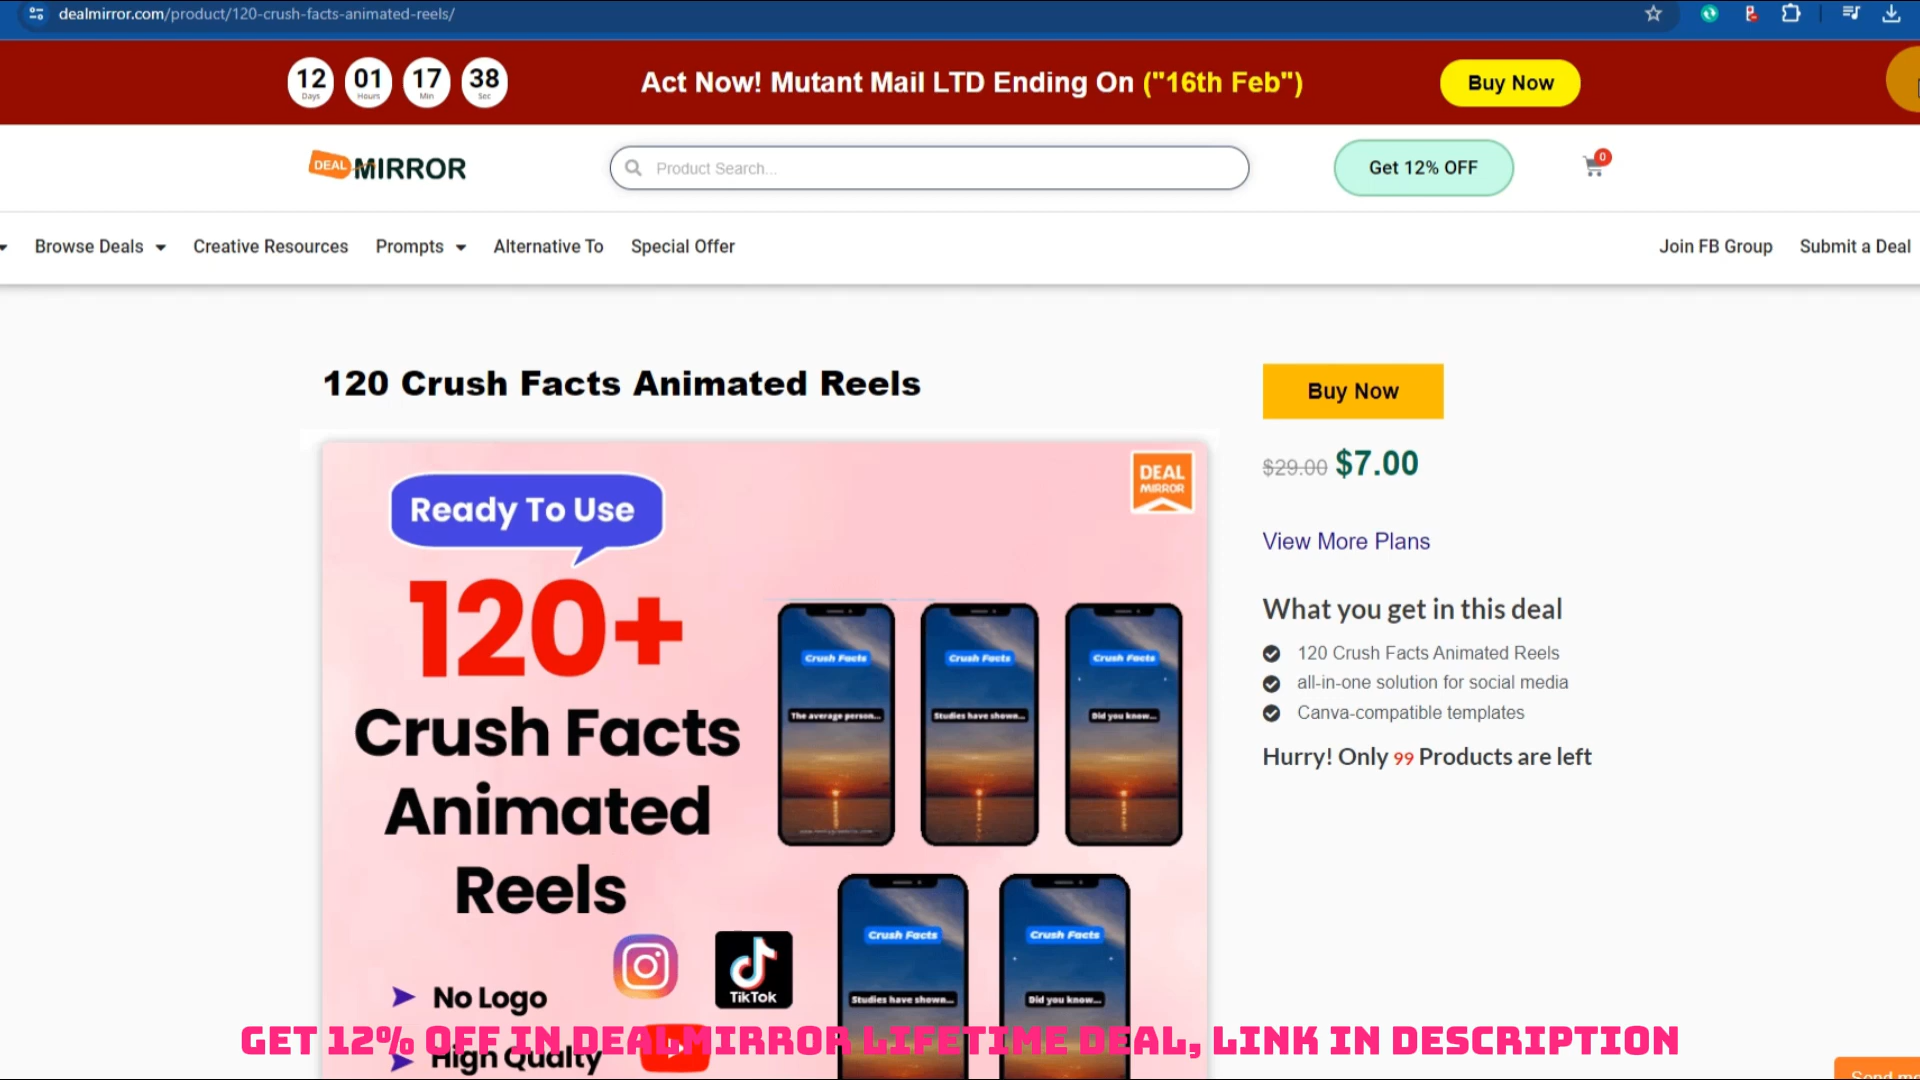 dealmirror.com/product/120-crush-facts-animated-reels/
12 01 17 38
Days Hours Min Sec
Act Now! Mutant Mail LTD Ending On ("16th Feb")
Buy Now
DEAL MIRROR
Product Search...
Get 12% OFF
0
Browse Deals
Creative Resources
Prompts
Alternative To
Special Offer
Join FB Group
Submit a Deal
120 Crush Facts Animated Reels
Buy Now
$29.00 $7.00
View More Plans
What you get in this deal
120 Crush Facts Animated Reels
all-in-one solution for social media
Canva-compatible templates
Hurry! Only 99 Products are left
Ready To Use
DEAL
MIRROR
120+
Crush Facts
Animated
Reels
Crush Facts
The average person...
Crush Facts
Studies have shown...
Crush Facts
Did you know...
Crush Facts
Studies have shown...
Crush Facts
Did you know...
TikTok
No Logo
High Qualty
GET 12% OFF IN DEALMIRROR LIFETIME DEAL, LINK IN DESCRIPTION